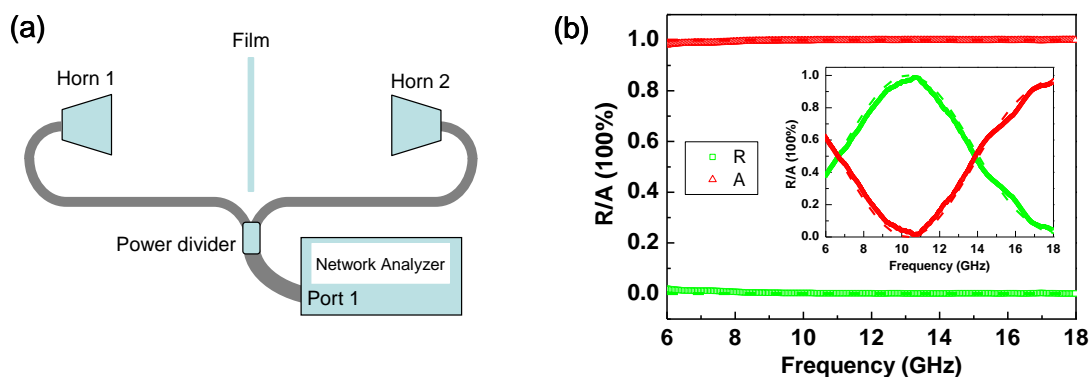 (a)
Film
Horn 1
Horn 2
Power divider
Network Analyzer
Port 1
(b)
R/A (100%)
1.0
0.8
0.6
0.4
0.2
0.0
6 8 10 12 14 16 18
Frequency (GHz)
R
A
R/A (100%)
1.0
0.8
0.6
0.4
0.2
0.0
6 8 10 12 14 16 18
Frequency (GHz)